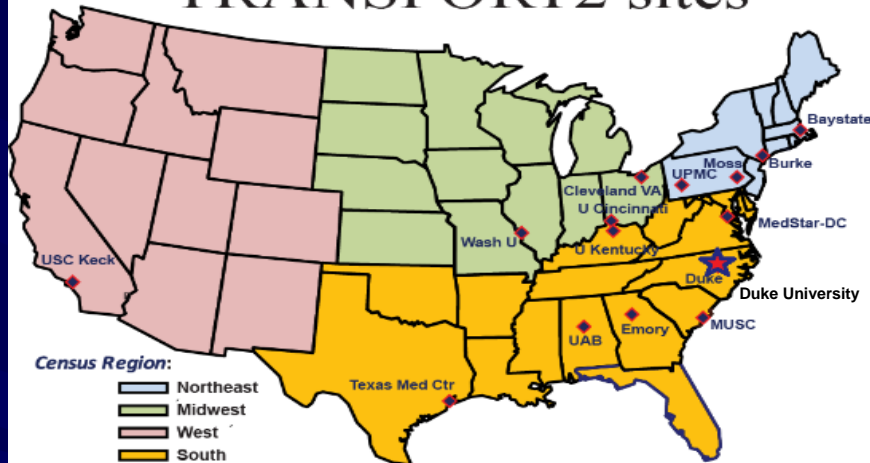 TRANSPORT2 sites
Baystate
Moss
Burke
UPMC
Cleveland VA
U Cincinnati
MedStar-DC
Wash U
U Kentucky
USC Keck
Duke
Duke University
MUSC
Emory
UAB
Texas Med Ctr
Census Region:
Northeast
Midwest
West
South